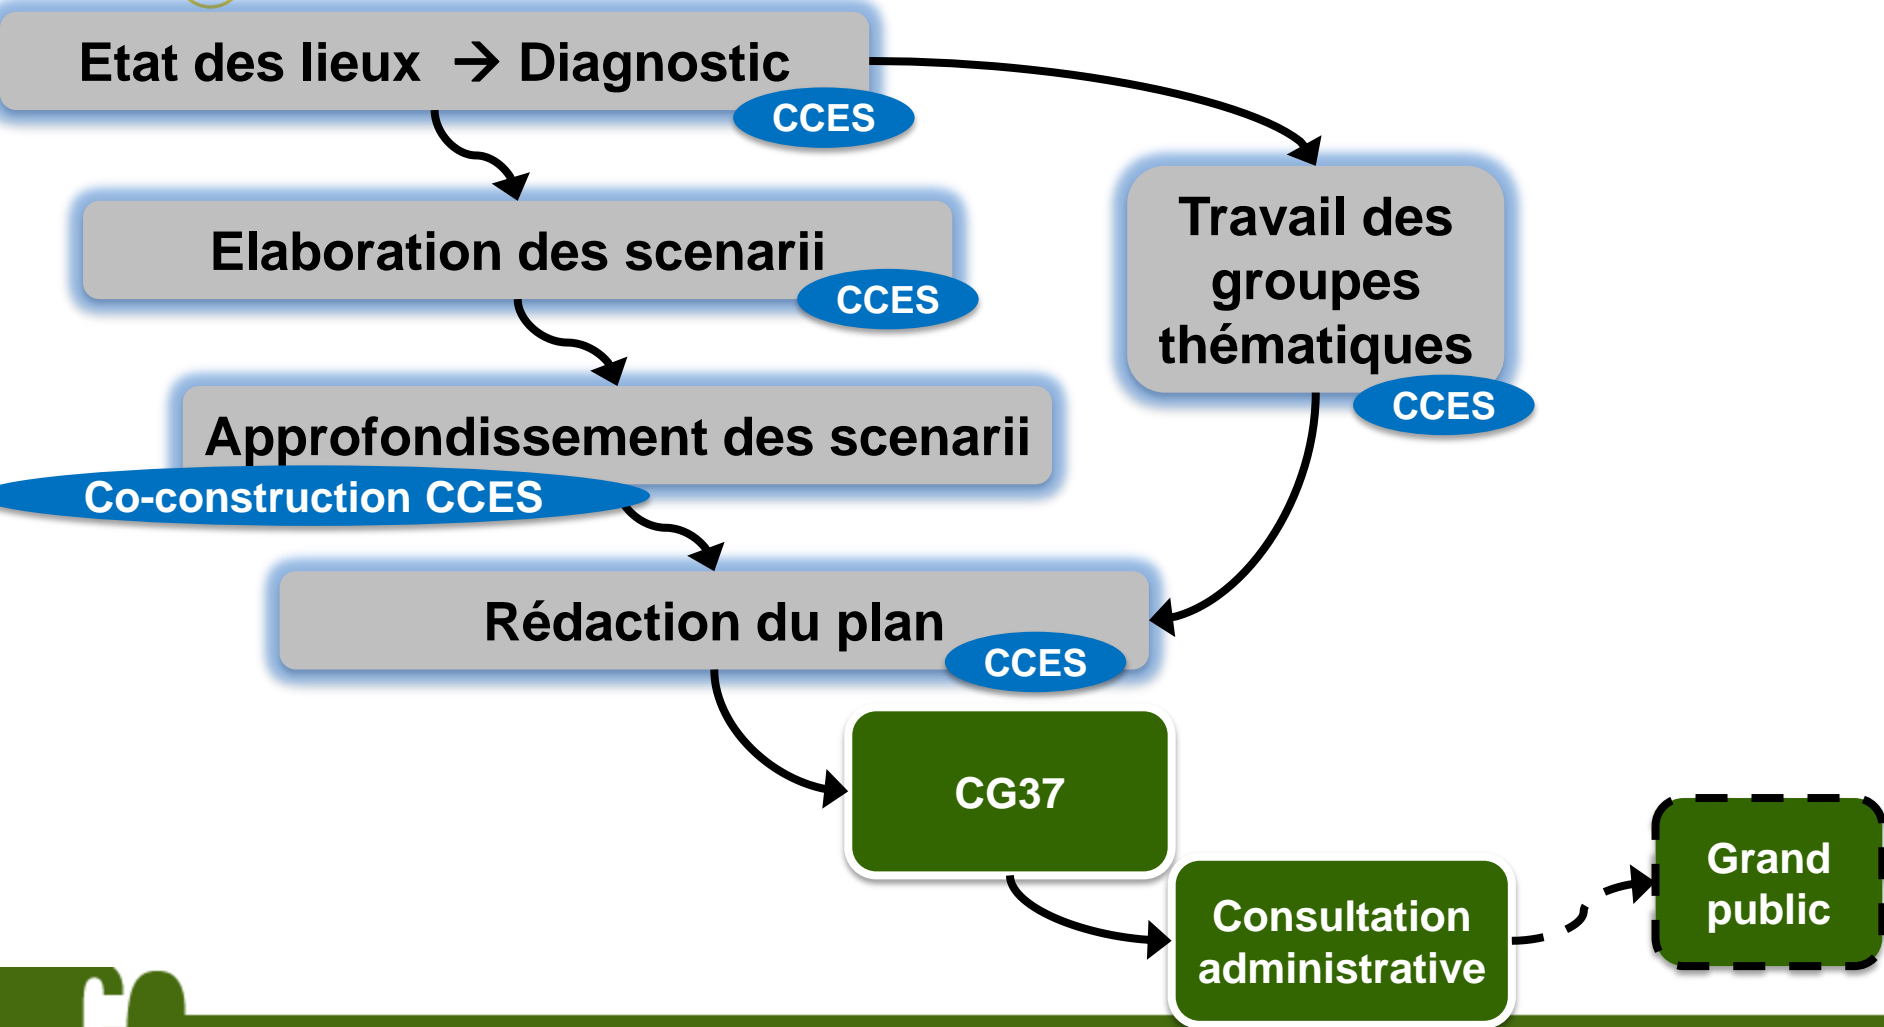 Etat des lieux → Diagnostic
CCES
Elaboration des scenarii
CCES
Travail des
groupes
thématiques
CCES
Approfondissement des scenarii
Co-construction CCES
Rédaction du plan
CCES
CG37
Consultation
administrative
Grand
public